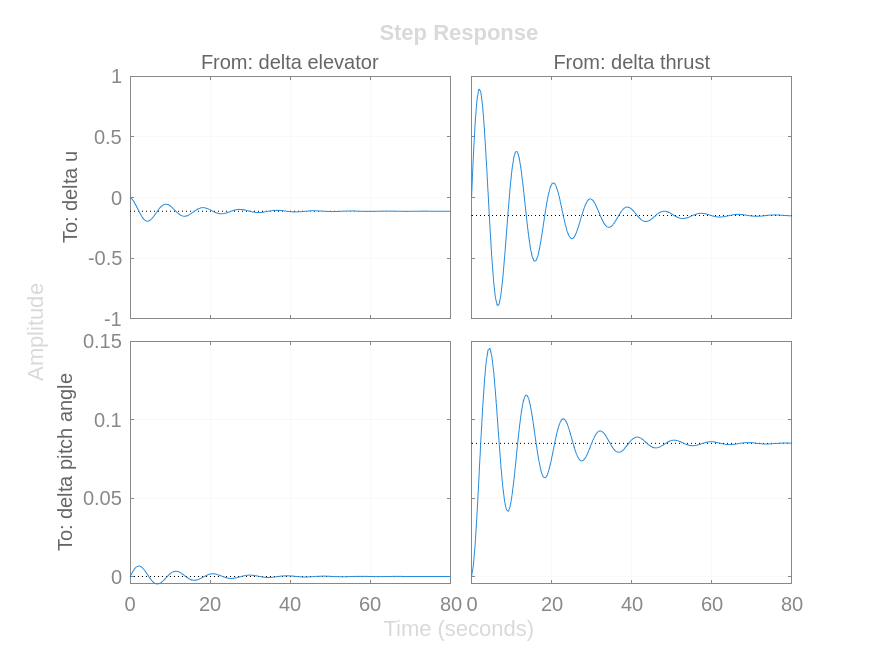 Step Response
From: delta elevator
From: delta thrust
To: delta u
1
0.5
0
-0.5
-1
Amplitude
To: delta pitch angle
0.15
0.1
0.05
0
0 20 40 60 80
0 20 40 60 80
Time (seconds)